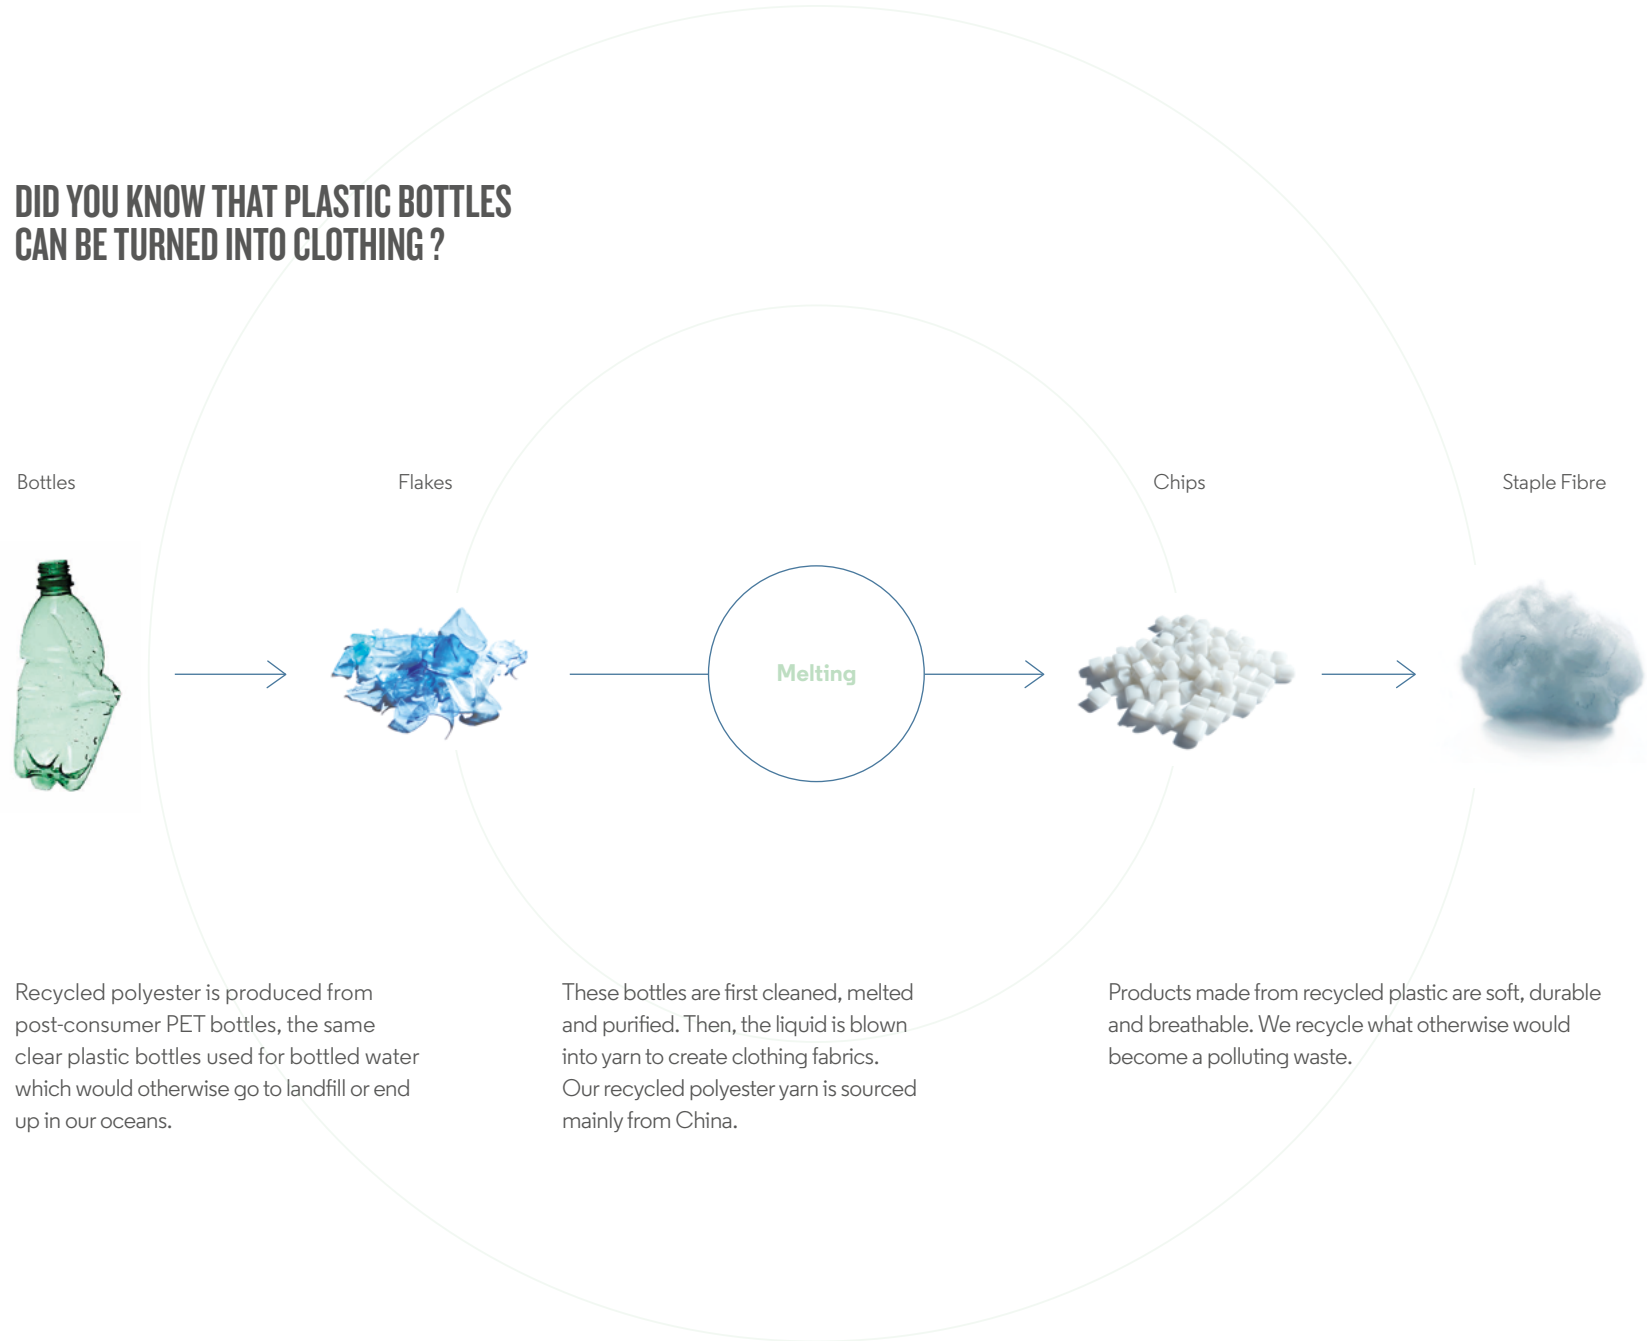 DID YOU KNOW THAT PLASTIC BOTTLES
CAN BE TURNED INTO CLOTHING ?
Bottles
Flakes
Chips
Staple Fibre
Melting
Recycled polyester is produced from
post-consumer PET bottles, the same
clear plastic bottles used for bottled water
which would otherwise go to landfill or end
up in our oceans.
These bottles are first cleaned, melted
and purified. Then, the liquid is blown
into yarn to create clothing fabrics.
Our recycled polyester yarn is sourced
mainly from China.
Products made from recycled plastic are soft, durable
and breathable. We recycle what otherwise would
become a polluting waste.